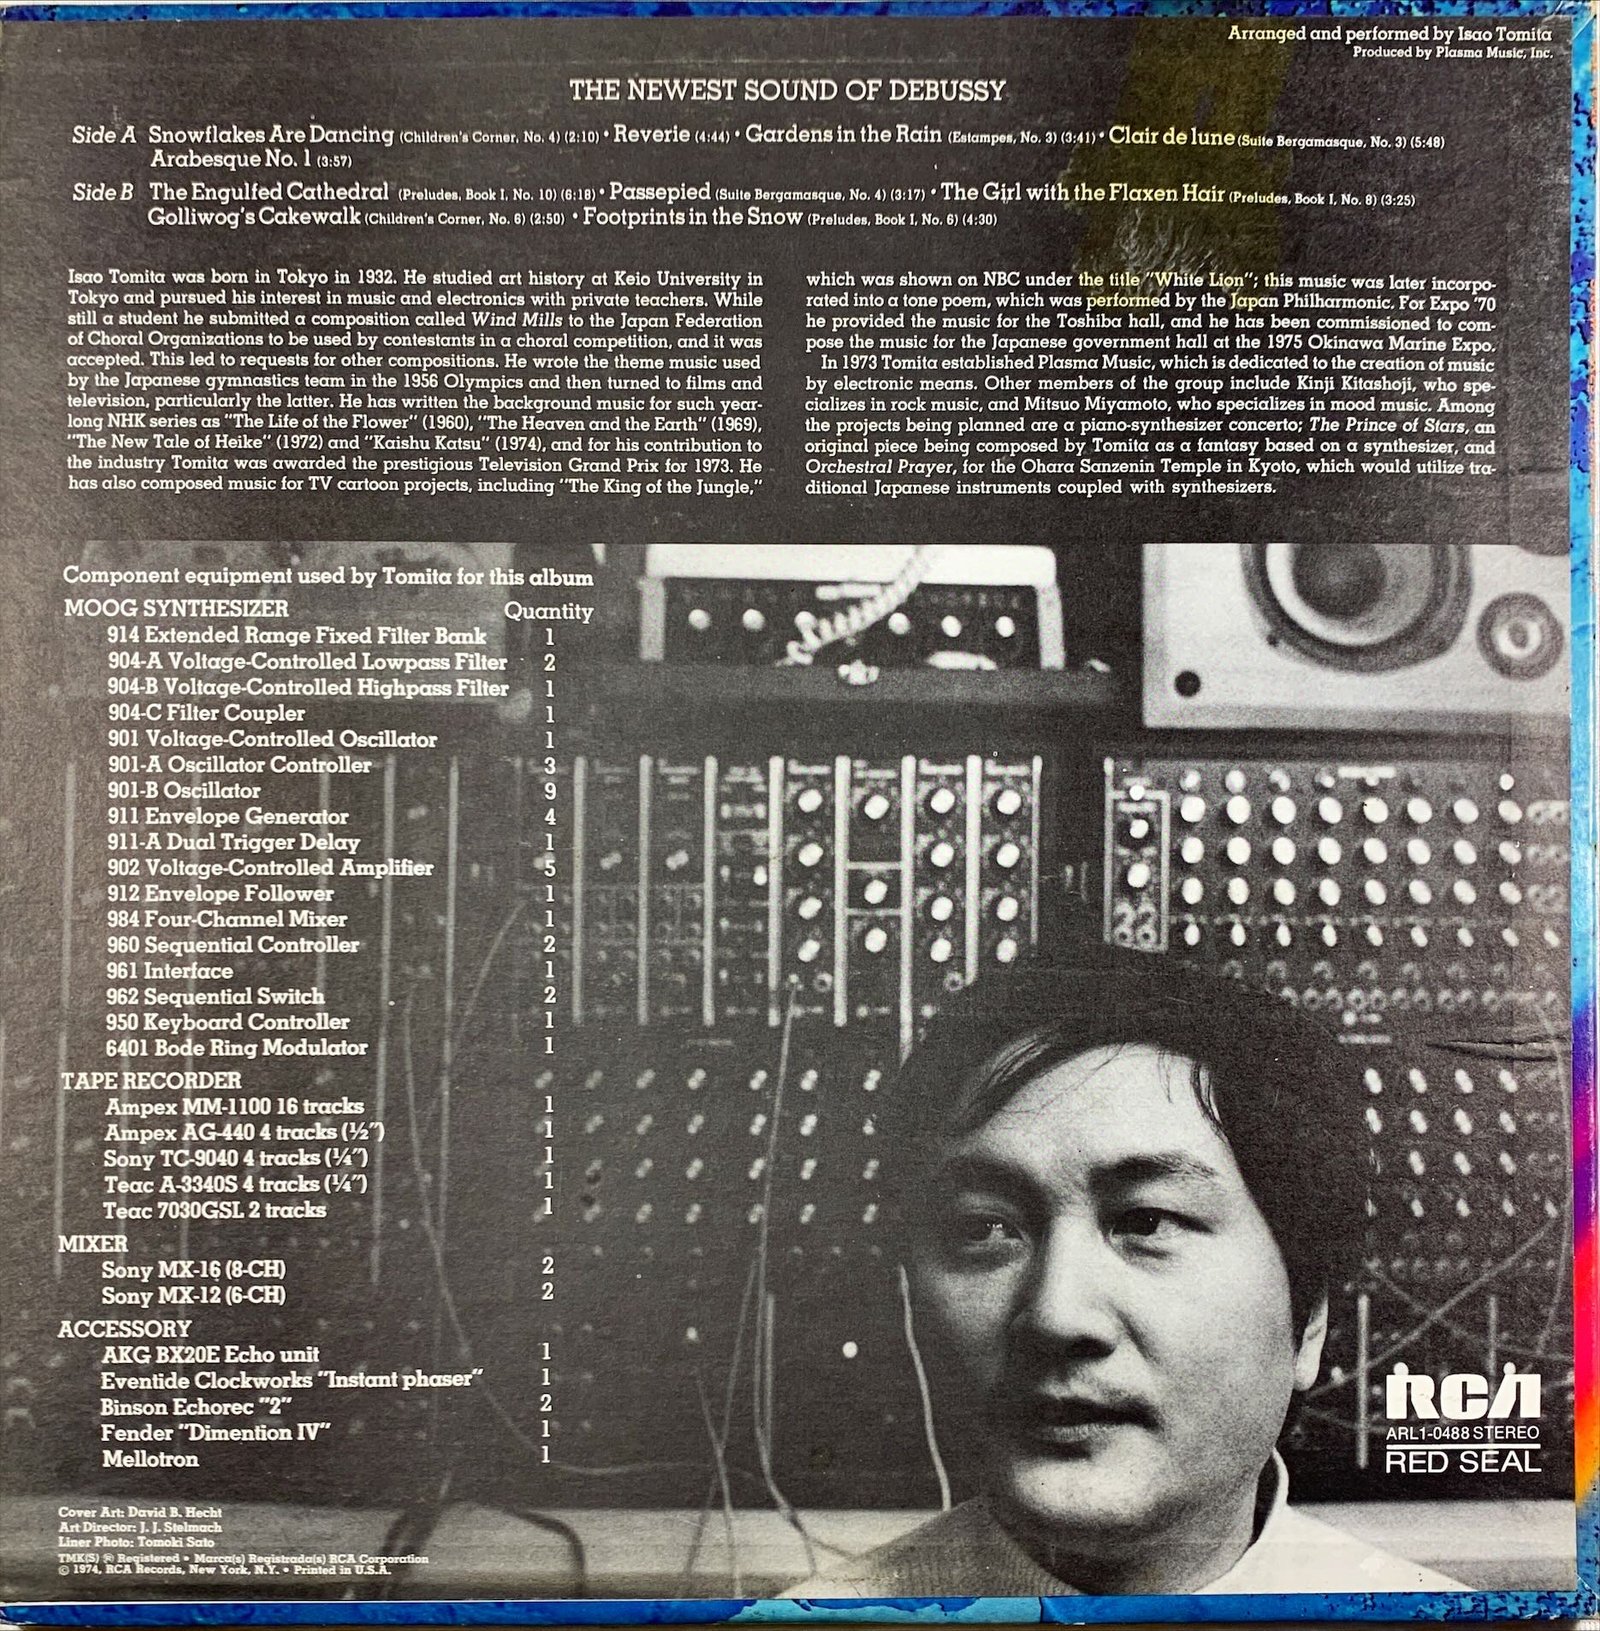 Arranged and performed by Isao Tomita
Produced by Plasma Music, Inc.
THE NEWEST SOUND OF DEBUSSY
Side A Snowflakes Are Dancing (Children's Corner, No. 4) (2:10) • Reverie (4:44) • Gardens in the Rain (Estampes, No. 3) (3:41) • Clair de lune (Suite Bergamasque, No. 3) (5:48)
Arabesque No. 1 (3:57)
Side B The Engulfed Cathedral (Preludes, Book I, No. 10) (6:18) • Passepied (Suite Bergamasque, No. 4) (3:17) • The Girl with the Flaxen Hair (Preludes, Book I, No. 8) (3:25)
Golliwog's Cakewalk (Children's Corner, No. 6) (2:50) • Footprints in the Snow (Preludes, Book I, No. 6) (4:30)
Isao Tomita was born in Tokyo in 1932. He studied art history at Keio University in
Tokyo and pursued his interest in music and electronics with private teachers. While
still a student he submitted a composition called Wind Mills to the Japan Federation
of Choral Organizations to be used by contestants in a choral competition, and it was
accepted. This led to requests for other compositions. He wrote the theme music used
by the Japanese gymnastics team in the 1956 Olympics and then turned to films and
television, particularly the latter. He has written the background music for such year-
long NHK series as "The Life of the Flower" (1960), "The Heaven and the Earth" (1969),
"The New Tale of Heike" (1972) and "Kaishu Katsu" (1974), and for his contribution to
the industry Tomita was awarded the prestigious Television Grand Prix for 1973. He
has also composed music for TV cartoon projects, including "The King of the Jungle,"
which was shown on NBC under the title "White Lion"; this music was later incorpo-
rated into a tone poem, which was performed by the Japan Philharmonic. For Expo '70
he provided the music for the Toshiba hall, and he has been commissioned to com-
pose the music for the Japanese government hall at the 1975 Okinawa Marine Expo.
In 1973 Tomita established Plasma Music, which is dedicated to the creation of music
by electronic means. Other members of the group include Kinji Kitashoji, who spe-
cializes in rock music, and Mitsuo Miyamoto, who specializes in mood music. Among
the projects being planned are a piano-synthesizer concerto; The Prince of Stars, an
original piece being composed by Tomita as a fantasy based on a synthesizer, and
Orchestral Prayer, for the Ohara Sanzenin Temple in Kyoto, which would utilize tra-
ditional Japanese instruments coupled with synthesizers.
Component equipment used by Tomita for this album
MOOG SYNTHESIZER Quantity
914 Extended Range Fixed Filter Bank 1
904-A Voltage-Controlled Lowpass Filter 2
904-B Voltage-Controlled Highpass Filter 1
904-C Filter Coupler 1
901 Voltage-Controlled Oscillator 1
901-A Oscillator Controller 3
901-B Oscillator 9
911 Envelope Generator 4
911-A Dual Trigger Delay 1
902 Voltage-Controlled Amplifier 5
912 Envelope Follower 1
984 Four-Channel Mixer 1
960 Sequential Controller 2
961 Interface 1
962 Sequential Switch 2
950 Keyboard Controller 1
6401 Bode Ring Modulator 1
TAPE RECORDER
Ampex MM-1100 16 tracks 1
Ampex AG-440 4 tracks (½") 1
Sony TC-9040 4 tracks (¼") 1
Teac A-3340S 4 tracks (¼") 1
Teac 7030GSL 2 tracks 1
MIXER
Sony MX-16 (8-CH) 2
Sony MX-12 (6-CH) 2
ACCESSORY
AKG BX20E Echo unit 1
Eventide Clockworks "Instant phaser" 1
Binson Echorec "2" 2
Fender "Dimention IV" 1
Mellotron 1
RCA
ARL1-0488 STEREO
RED SEAL
Cover Art: David B. Hecht
Art Director: J. J. Stelmach
Liner Photo: Tomoki Sato
TMK(S) ® Registered • Marca(s) Registrada(s) RCA Corporation
© 1974, RCA Records, New York, N.Y. • Printed in U.S.A.